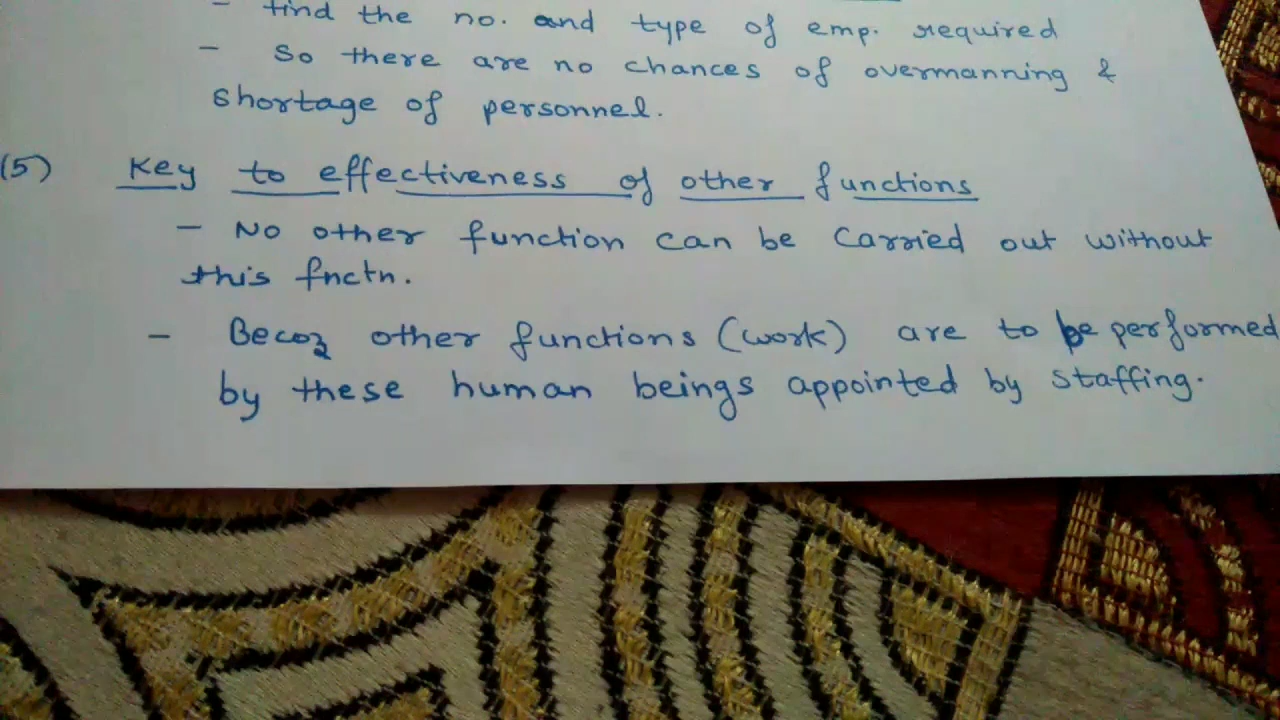 - find the no. and type of emp. required
- So there are no chances of overmanning &
shortage of personnel.
(5) Key to effectiveness of other functions
- No other function can be carried out without
this fnctn.
- Becoz other functions (work) are to be performed
by these human beings appointed by staffing.